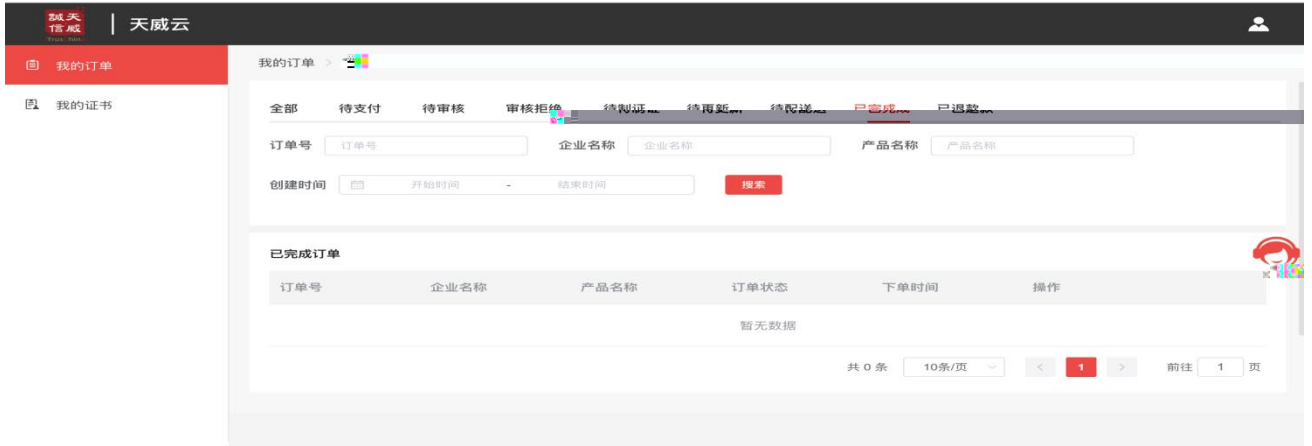 誠天
信威
天威云
我的订单
我的证书
我的订单 >
全部 待支付 待审核 审核拒绝 待制证 待更新 待配送 已完成 已退款
订单号 订单号 企业名称 企业名称 产品名称 产品名称
创建时间 开始时间 - 结束时间 搜索
已完成订单
订单号 企业名称 产品名称 订单状态 下单时间 操作
暂无数据
共 0 条 10条/页 < 1 > 前往 1 页